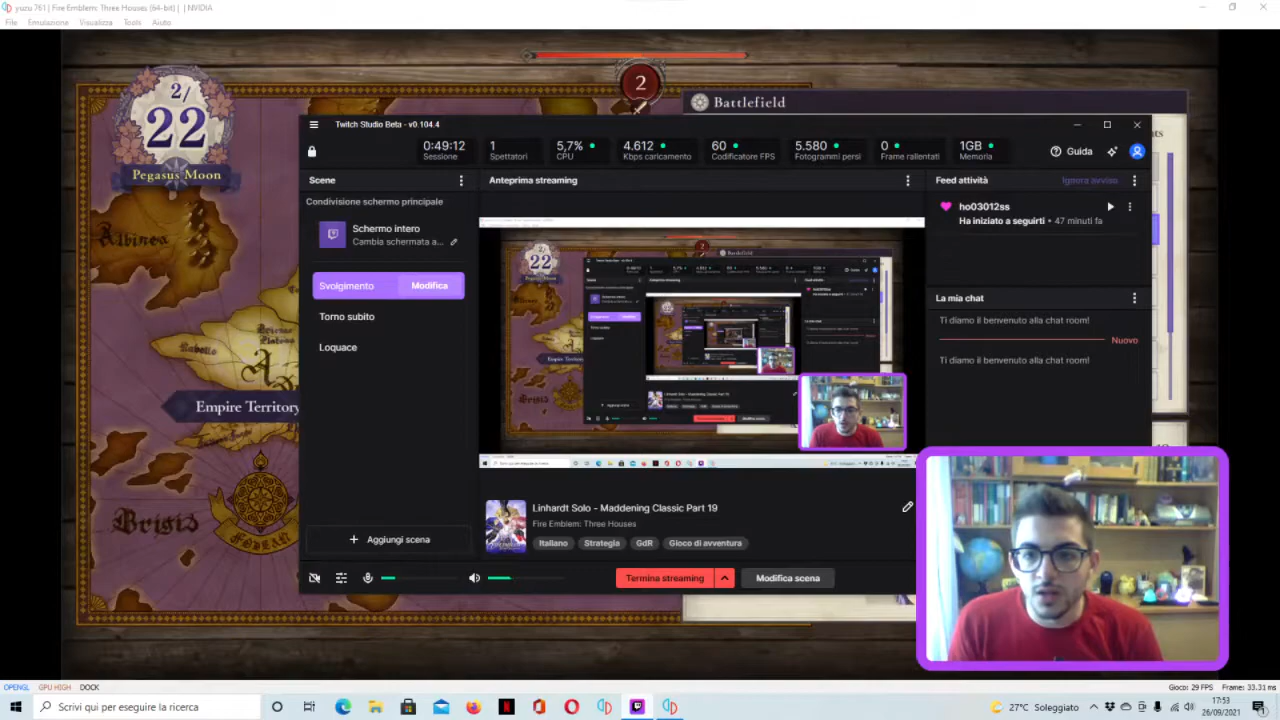 yuzu 761 | Fire Emblem: Three Houses (64-bit) | | NVIDIA
File Emulazione Visualizza Tools Aiuto
2/
22
Pegasus Moon
2
Battlefield
Twitch Studio Beta - v0.104.4
0:49:12
Sessione
1
Spettatori
5,7%
CPU
4.612
Kbps caricamento
60
Codificatore FPS
5.580
Fotogrammi persi
0
Frame rallentati
1GB
Memoria
Guida
Scene
Anteprima streaming
Feed attività
Ignora avviso
Condivisione schermo principale
Schermo intero
Cambia schermata a...
ho03012ss
Ha iniziato a seguirti • 47 minuti fa
Svolgimento
Modifica
Torno subito
Loquace
La mia chat
Ti diamo il benvenuto alla chat room!
Nuovo
Ti diamo il benvenuto alla chat room!
Albinea
Empire Territory
Brigid
Aggiungi scena
Linhardt Solo - Maddening Classic Part 19
Fire Emblem: Three Houses
Italiano
Strategia
GdR
Gioco di avventura
Termina streaming
Modifica scena
OPENGL GPU HIGH DOCK
Gioco: 29 FPS Frame: 33.31 ms
Scrivi qui per eseguire la ricerca
27°C Soleggiato
17:53
26/09/2021